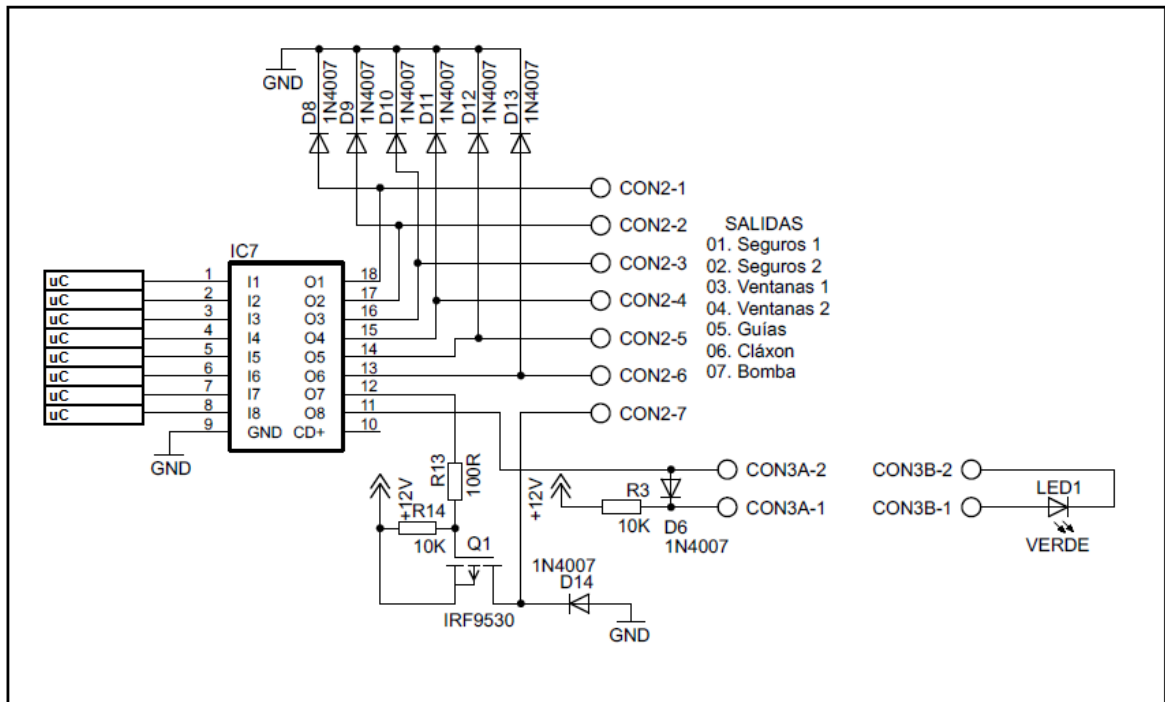 GND
D8
1N4007
D9
1N4007
D10
1N4007
D11
1N4007
D12
1N4007
D13
1N4007
CON2-1
CON2-2
CON2-3
CON2-4
CON2-5
CON2-6
CON2-7
SALIDAS
01. Seguros 1
02. Seguros 2
03. Ventanas 1
04. Ventanas 2
05. Guías
06. Cláxon
07. Bomba
IC7
uC 1 I1 O1 18
uC 2 I2 O2 17
uC 3 I3 O3 16
uC 4 I4 O4 15
uC 5 I5 O5 14
uC 6 I6 O6 13
uC 7 I7 O7 12
uC 8 I8 O8 11
9 GND CD+ 10
GND
R13
100R
+12V
R14
10K
Q1
IRF9530
1N4007
D14
GND
+12V
R3
10K
D6
1N4007
CON3A-2
CON3A-1
CON3B-2
CON3B-1
LED1
VERDE